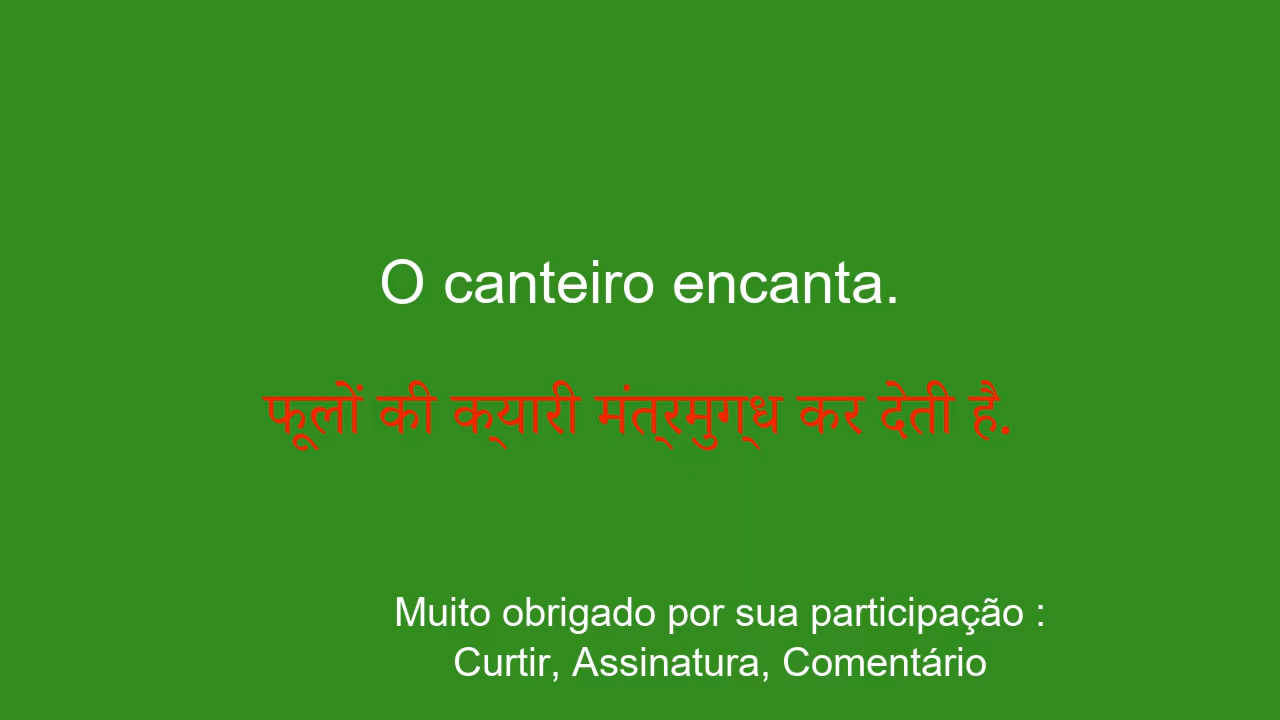 O canteiro encanta.
फूलों की क्यारी मंत्रमुग्ध कर देती है.
Muito obrigado por sua participação :
Curtir, Assinatura, Comentário